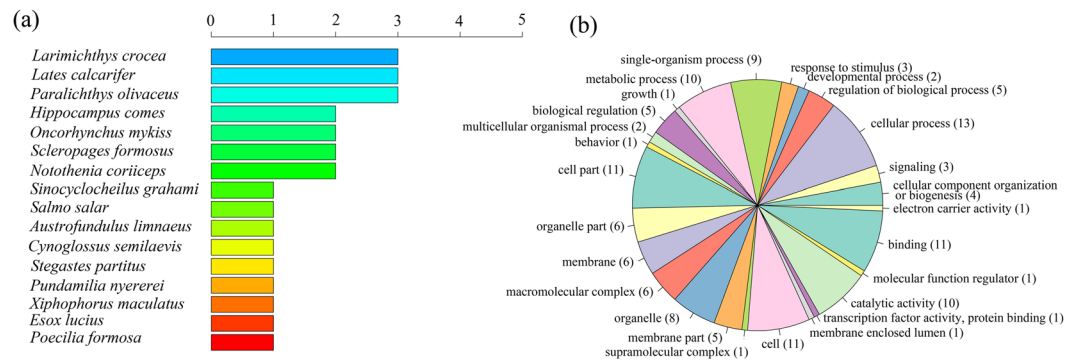 (a)
0 1 2 3 4 5
Larimichthys crocea
Lates calcarifer
Paralichthys olivaceus
Hippocampus comes
Oncorhynchus mykiss
Scleropages formosus
Notothenia coriiceps
Sinocyclocheilus grahami
Salmo salar
Austrofundulus limnaeus
Cynoglossus semilaevis
Stegastes partitus
Pundamilia nyererei
Xiphophorus maculatus
Esox lucius
Poecilia formosa
(b)
single-organism process (9)
response to stimulus (3)
developmental process (2)
regulation of biological process (5)
cellular process (13)
signaling (3)
cellular component organization
or biogenesis (4)
electron carrier activity (1)
binding (11)
molecular function regulator (1)
catalytic activity (10)
transcription factor activity, protein binding (1)
membrane enclosed lumen (1)
cell (11)
supramolecular complex (1)
membrane part (5)
organelle (8)
macromolecular complex (6)
membrane (6)
organelle part (6)
cell part (11)
behavior (1)
multicellular organismal process (2)
biological regulation (5)
growth (1)
metabolic process (10)